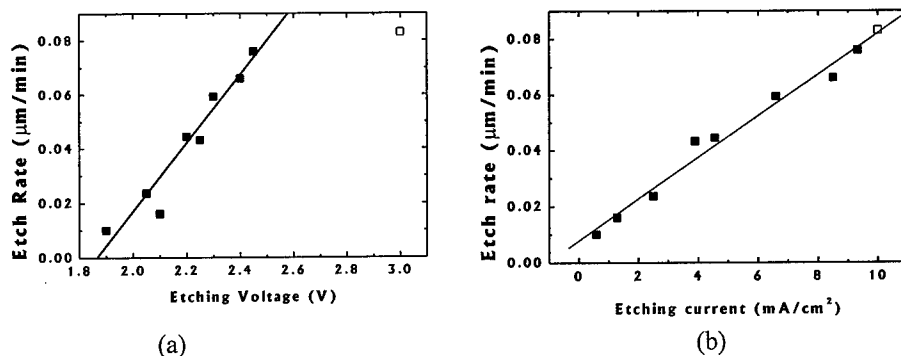 0.08
0.06
0.04
0.02
0.00
Etch Rate (μm/min)
1.8 2.0 2.2 2.4 2.6 2.8 3.0
Etching Voltage (V)
(a)
0.08
0.06
0.04
0.02
0.00
Etch rate (μm/min)
0 2 4 6 8 10
Etching current (mA/cm²)
(b)